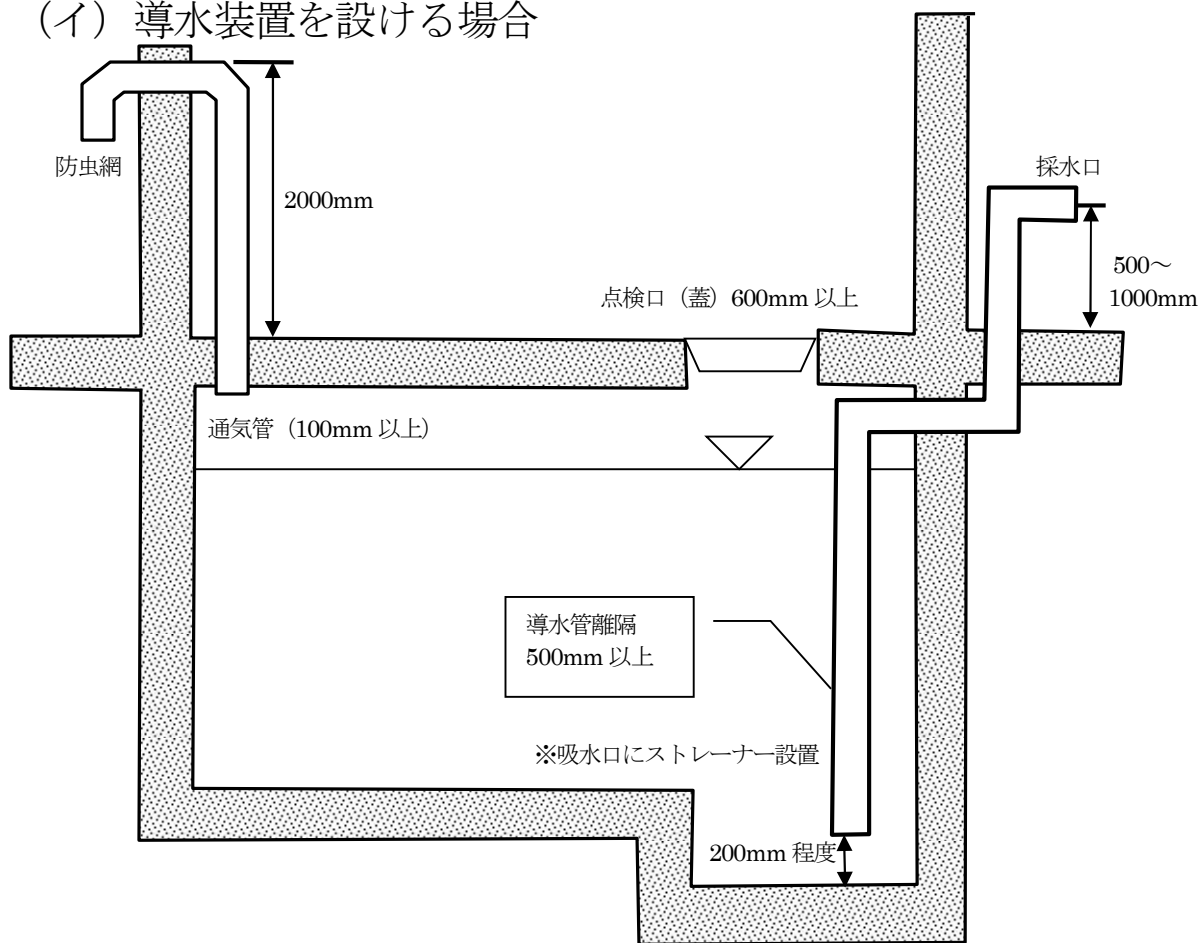 （イ）導水装置を設ける場合
防虫網
2000mm
採水口
500～
1000mm
点検口（蓋）600mm 以上
通気管（100mm 以上）
導水管離隔
500mm 以上
※吸水口にストレーナー設置
200mm 程度